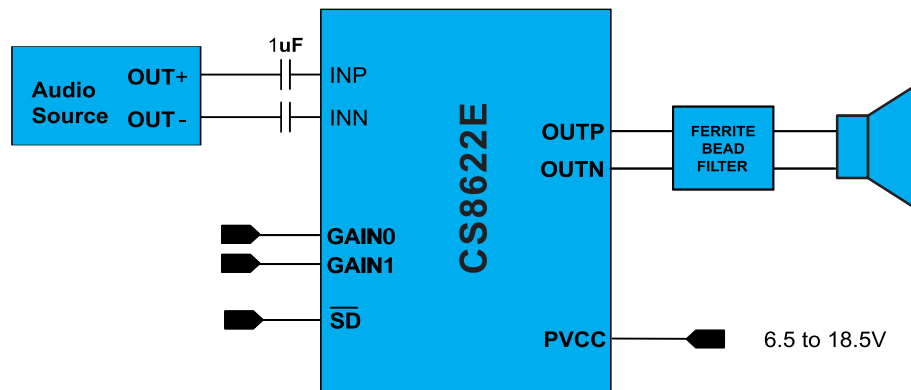 1uF
Audio
Source
OUT+
OUT-
INP
INN
GAIN0
GAIN1
SD
CS8622E
OUTP
OUTN
PVCC
FERRITE
BEAD
FILTER
6.5 to 18.5V